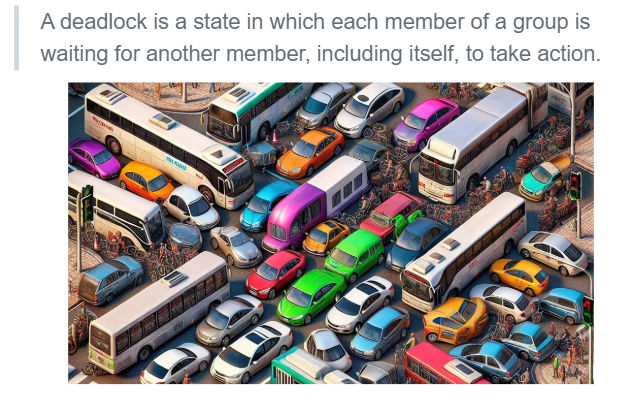 A deadlock is a state in which each member of a group is
waiting for another member, including itself, to take action.